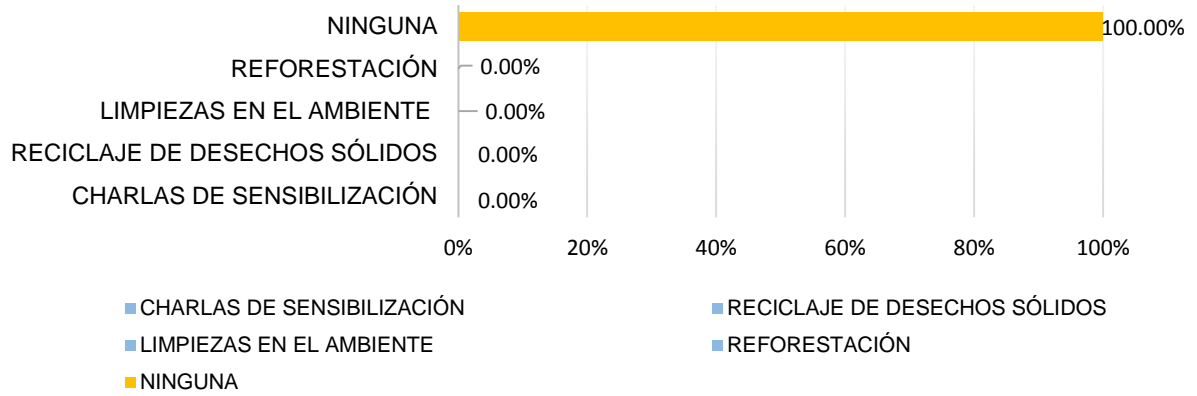 NINGUNA 100.00%
REFORESTACIÓN 0.00%
LIMPIEZAS EN EL AMBIENTE 0.00%
RECICLAJE DE DESECHOS SÓLIDOS 0.00%
CHARLAS DE SENSIBILIZACIÓN 0.00%
0% 20% 40% 60% 80% 100%
CHARLAS DE SENSIBILIZACIÓN RECICLAJE DE DESECHOS SÓLIDOS
LIMPIEZAS EN EL AMBIENTE REFORESTACIÓN
NINGUNA